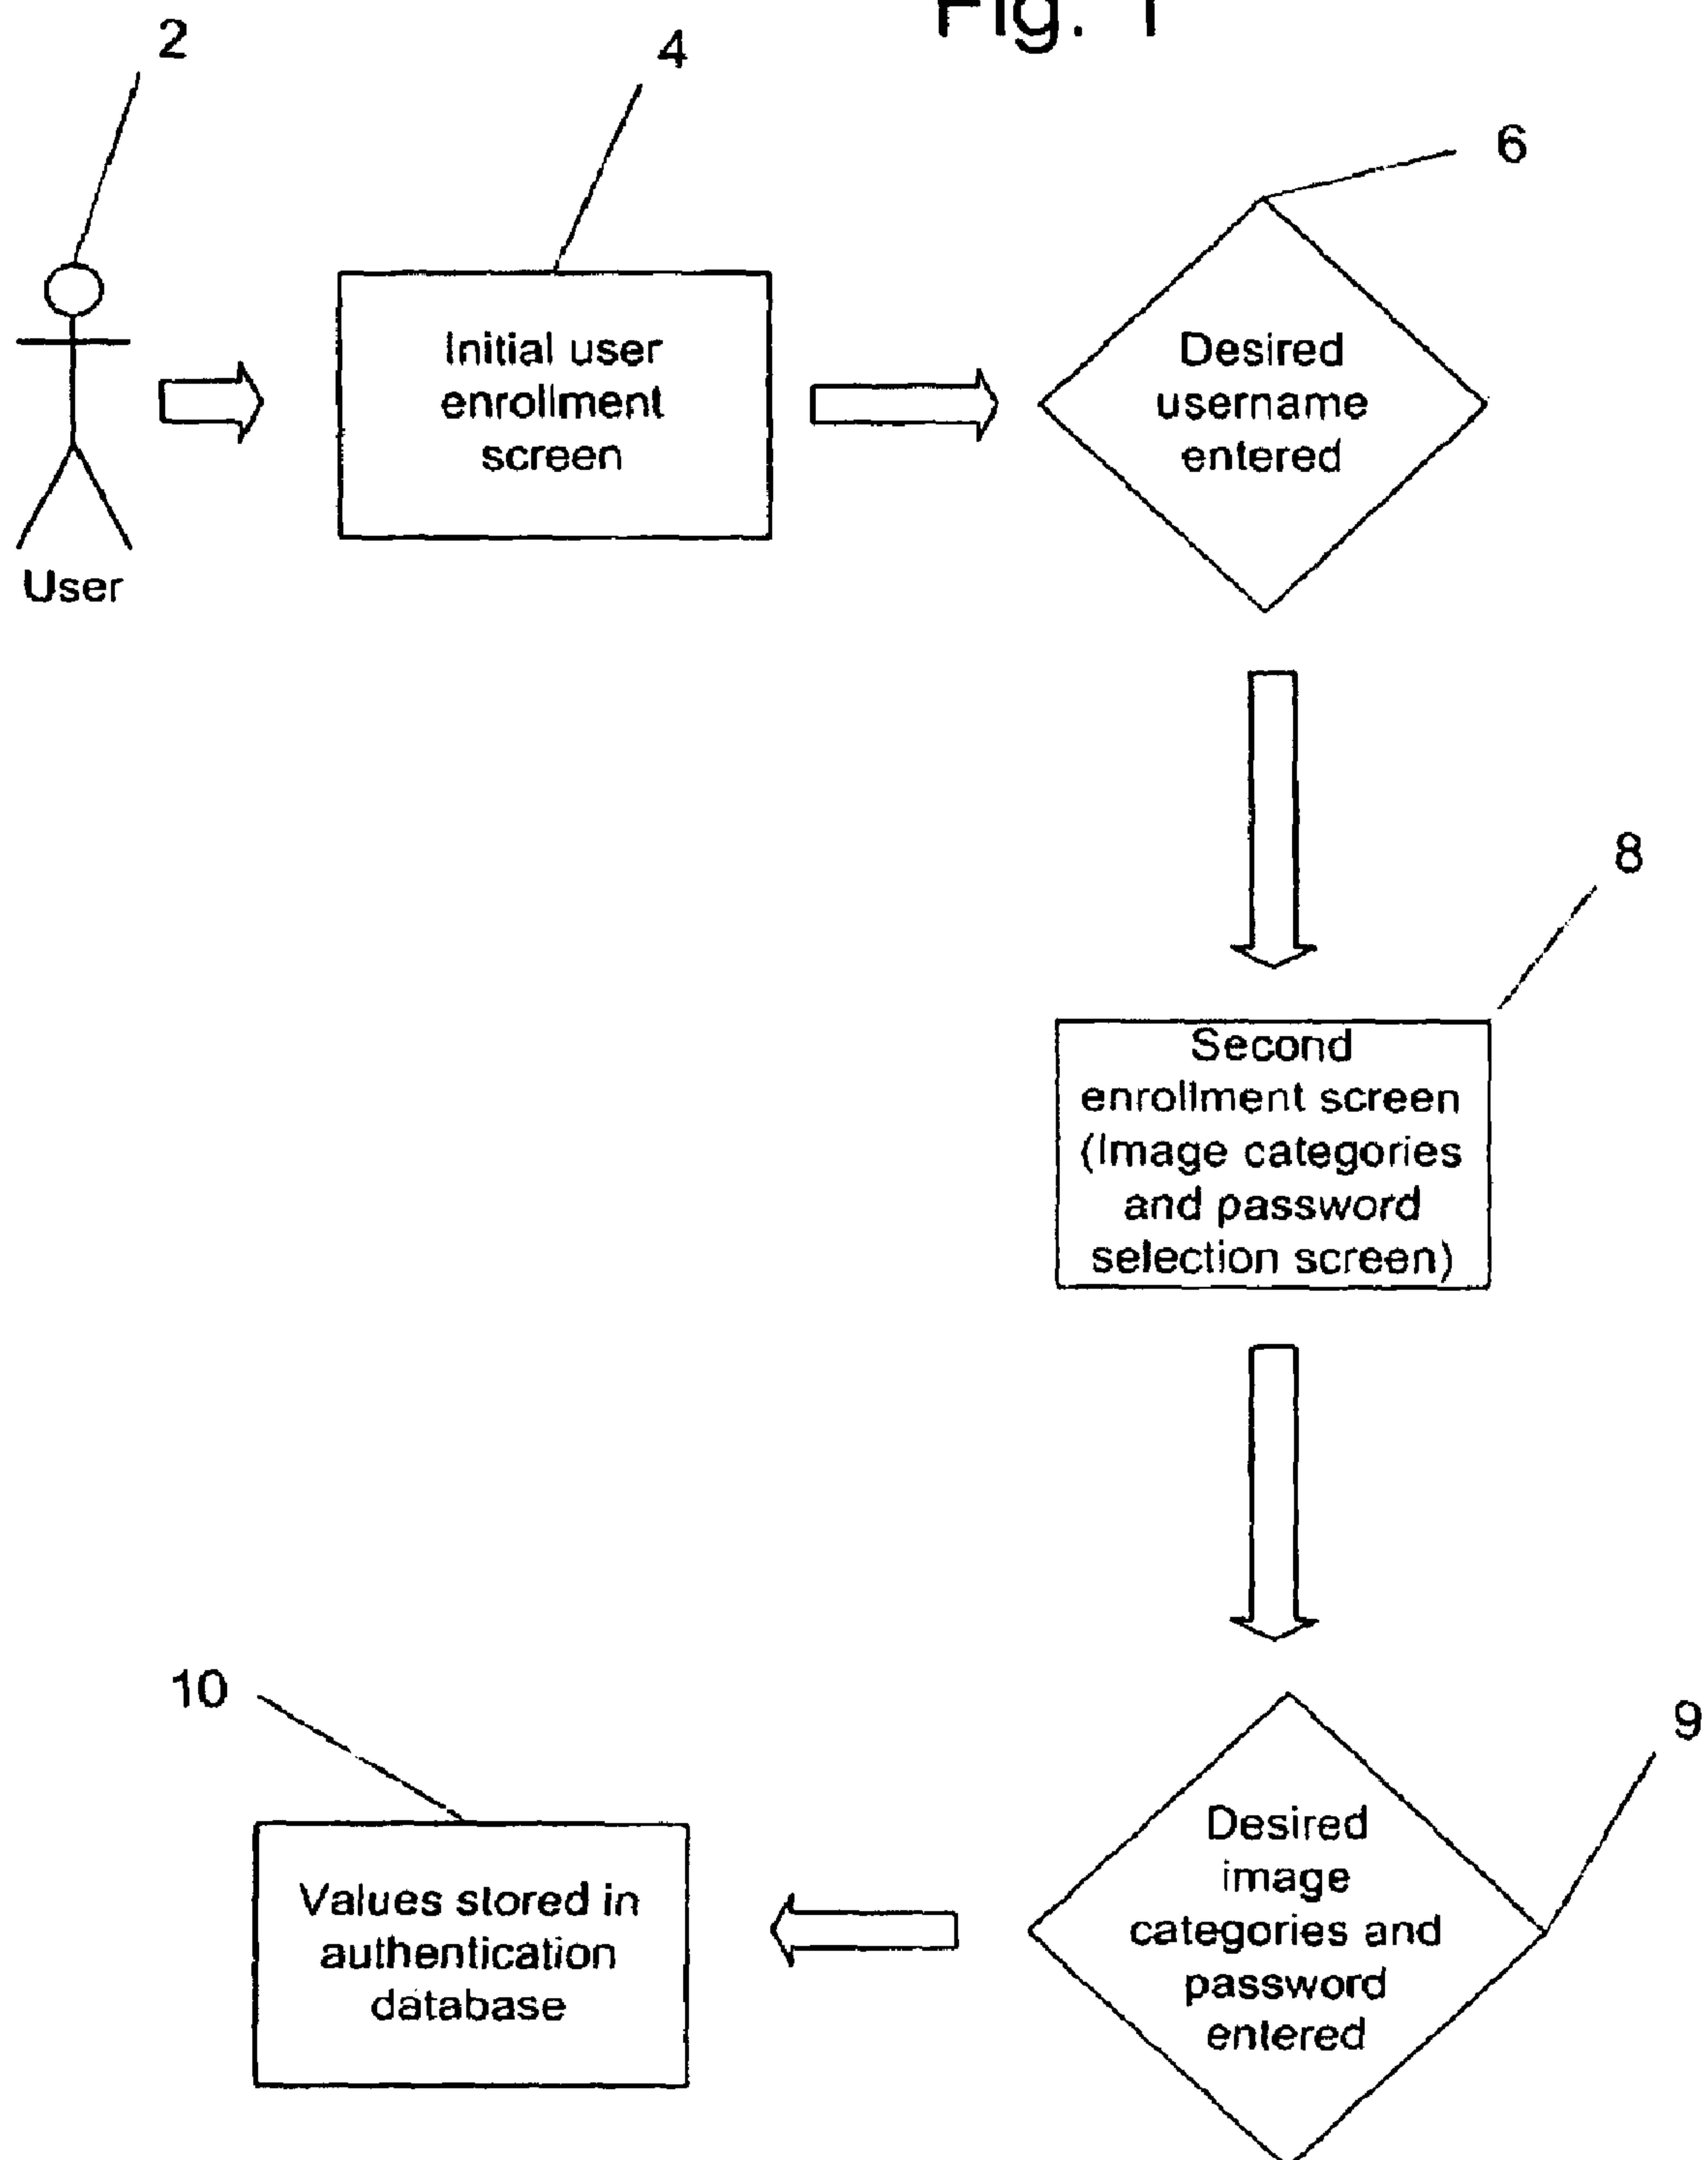 Fig. 1
2
4
6
Initial user
enrollment
screen
Desired
username
entered
User
8
Second
enrollment screen
(Image categories
and password
selection screen)
10
9
Values stored in
authentication
database
Desired
image
categories and
password
entered